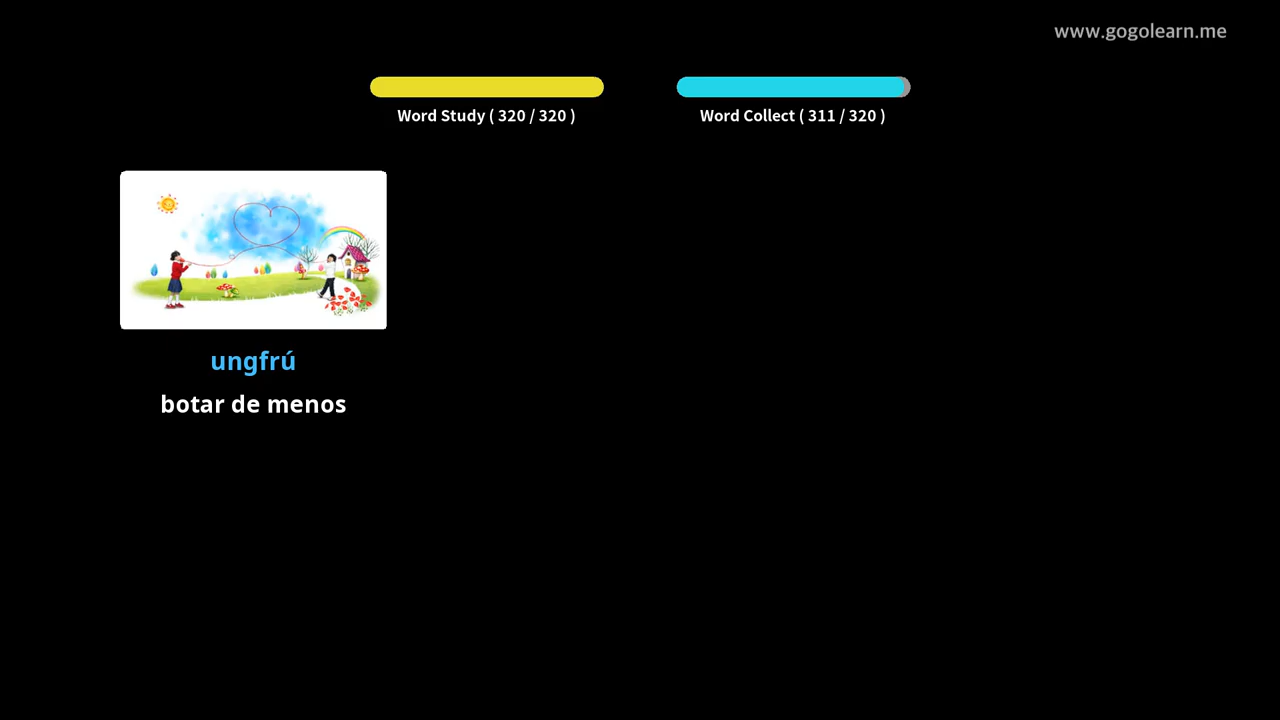 www.gogolearn.me
Word Study ( 320 / 320 )
Word Collect ( 311 / 320 )
ungfrú
botar de menos